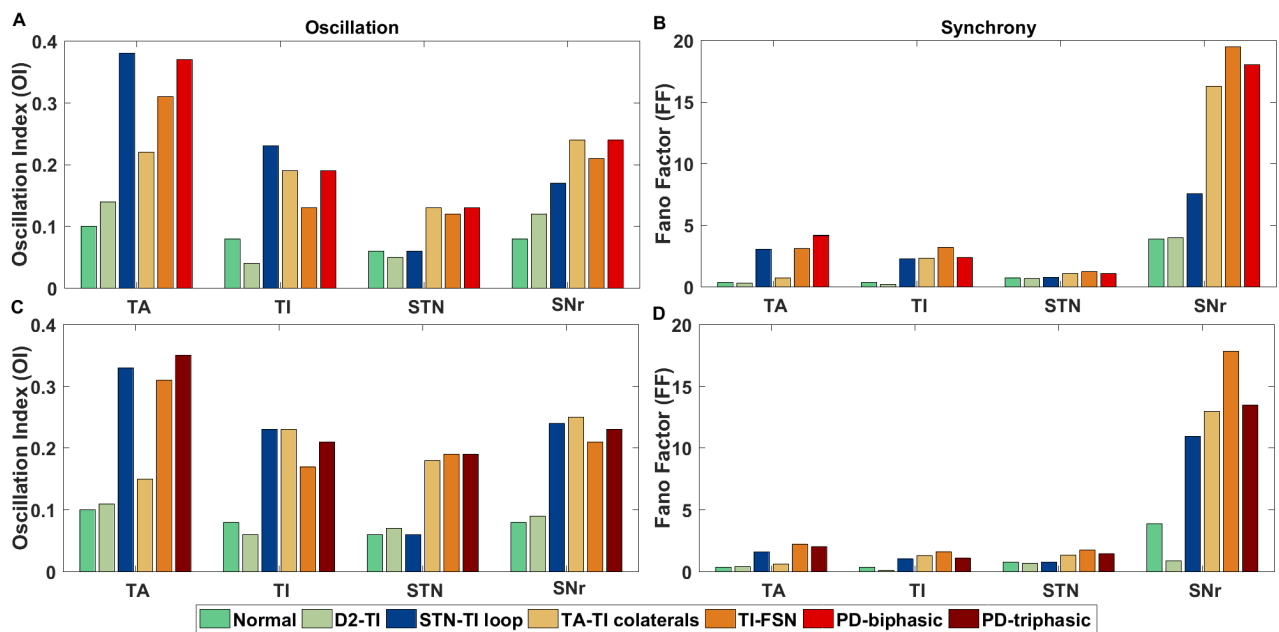 A
Oscillation
Oscillation Index (OI)
0.4
0.3
0.2
0.1
0
TA TI STN SNr
B
Synchrony
Fano Factor (FF)
20
15
10
5
0
TA TI STN SNr
C
Oscillation Index (OI)
0.4
0.3
0.2
0.1
0
TA TI STN SNr
D
Fano Factor (FF)
20
15
10
5
0
TA TI STN SNr
Normal D2-TI STN-TI loop TA-TI colaterals TI-FSN PD-biphasic PD-triphasic